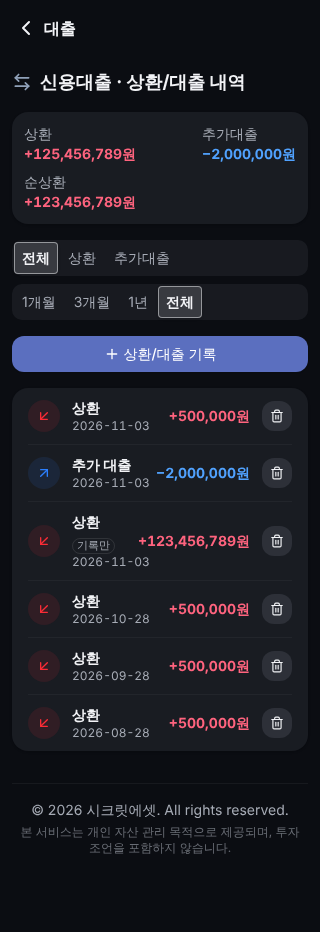 대출
신용대출 · 상환/대출 내역
상환 추가대출
+125,456,789원 −2,000,000원
순상환
+123,456,789원
전체 상환 추가대출
1개월 3개월 1년 전체
+ 상환/대출 기록
상환
2026-11-03
+500,000원
추가 대출
2026-11-03
−2,000,000원
상환
기록만
2026-11-03
+123,456,789원
상환
2026-10-28
+500,000원
상환
2026-09-28
+500,000원
상환
2026-08-28
+500,000원
© 2026 시크릿에셋. All rights reserved.
본 서비스는 개인 자산 관리 목적으로 제공되며, 투자
조언을 포함하지 않습니다.